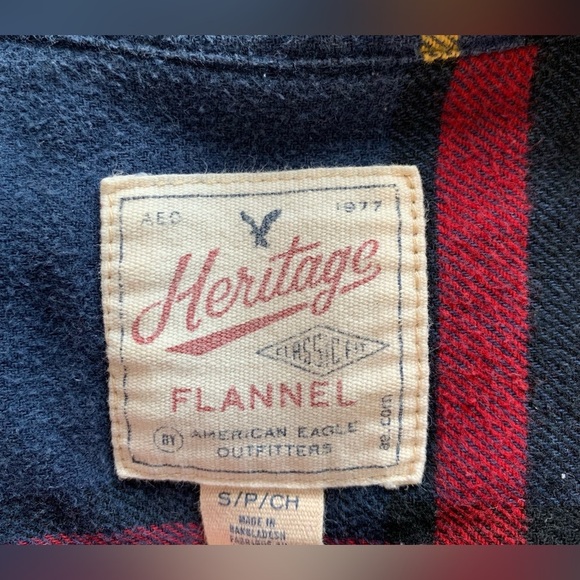 AEO 1977
Heritage
CLASSIC FIT
FLANNEL
BY AMERICAN EAGLE
OUTFITTERS
ae.com
S/P/CH
MADE IN
BANGLADESH